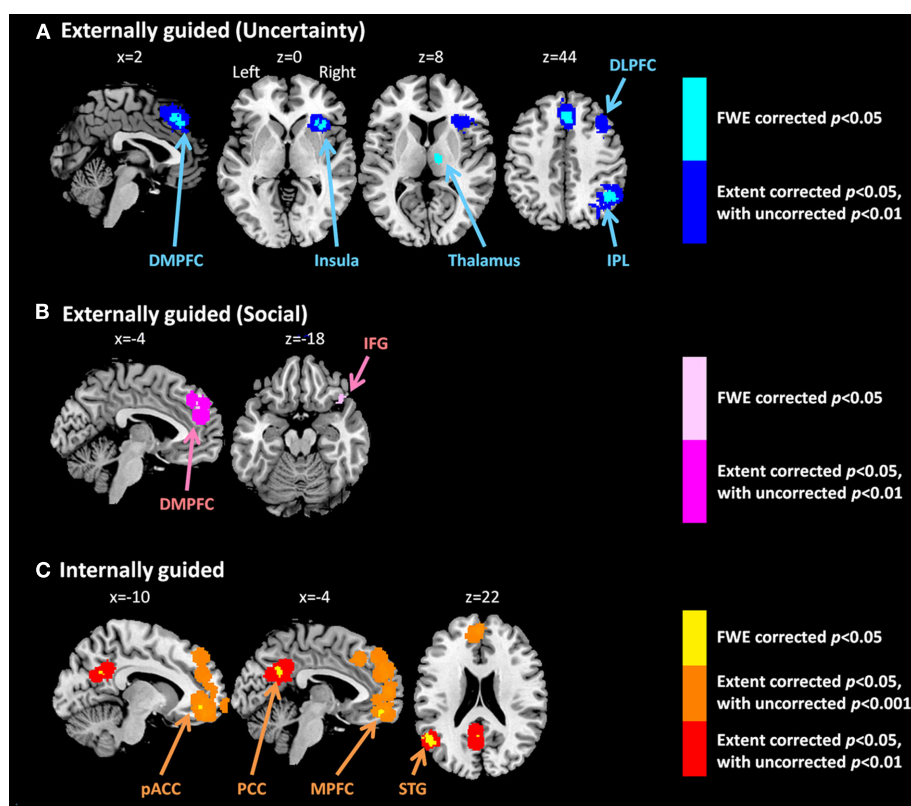 A Externally guided (Uncertainty)
x=2
z=0
z=8
z=44
DLPFC
Left
Right
DMPFC
Insula
Thalamus
IPL
FWE corrected p<0.05
Extent corrected p<0.05,
with uncorrected p<0.01
B Externally guided (Social)
x=-4
z=-18
IFG
DMPFC
FWE corrected p<0.05
Extent corrected p<0.05,
with uncorrected p<0.01
C Internally guided
x=-10
x=-4
z=22
pACC
PCC
MPFC
STG
FWE corrected p<0.05
Extent corrected p<0.05,
with uncorrected p<0.001
Extent corrected p<0.05,
with uncorrected p<0.01